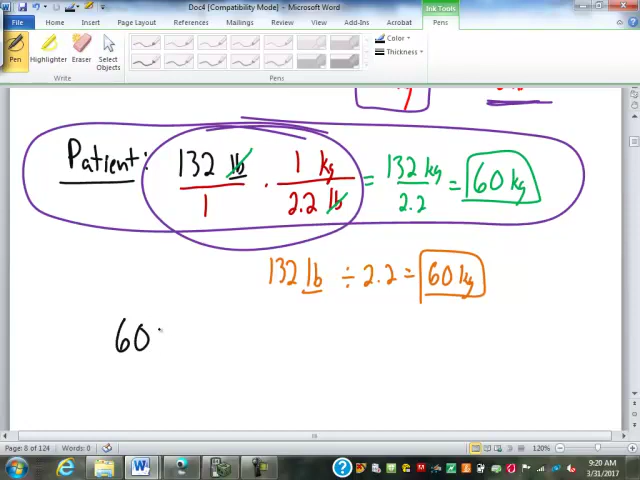 Doc4 [Compatibility Mode] - Microsoft Word
Ink Tools
File Home Insert Page Layout References Mailings Review View Add-Ins Acrobat Pens
Pen Highlighter Eraser Select Objects
Color
Thickness
Write Pens
Patient: 132 lb / 1 · 1 kg / 2.2 lb = 132 kg / 2.2 = 60 kg
132 lb ÷ 2.2 = 60 kg
60
Page: 8 of 124 Words: 0 120%
9:20 AM
3/31/2017